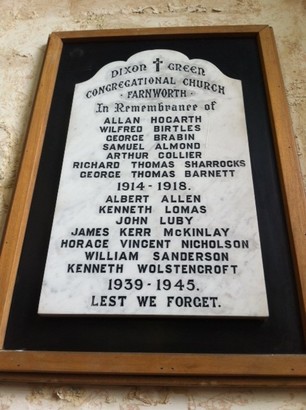 DIXON † GREEN
CONGREGATIONAL CHURCH
· FARNWORTH ·
In Remembrance of
ALLAN HOGARTH
WILFRED BIRTLES
GEORGE BRABIN
SAMUEL ALMOND
ARTHUR COLLIER
RICHARD THOMAS SHARROCKS
GEORGE THOMAS BARNETT
1914-1918.
ALBERT ALLEN
KENNETH LOMAS
JOHN LUBY
JAMES KERR McKINLAY
HORACE VINCENT NICHOLSON
WILLIAM SANDERSON
KENNETH WOLSTENCROFT
1939-1945.
LEST WE FORGET.